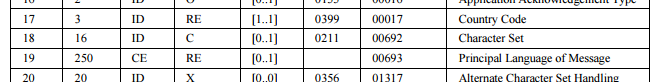 17 3 ID RE [1..1] 0399 00017 Country Code
18 16 ID C [0..1] 0211 00692 Character Set
19 250 CE RE [0..1] 00693 Principal Language of Message
20 20 ID X [0..0] 0356 01317 Alternate Character Set Handling